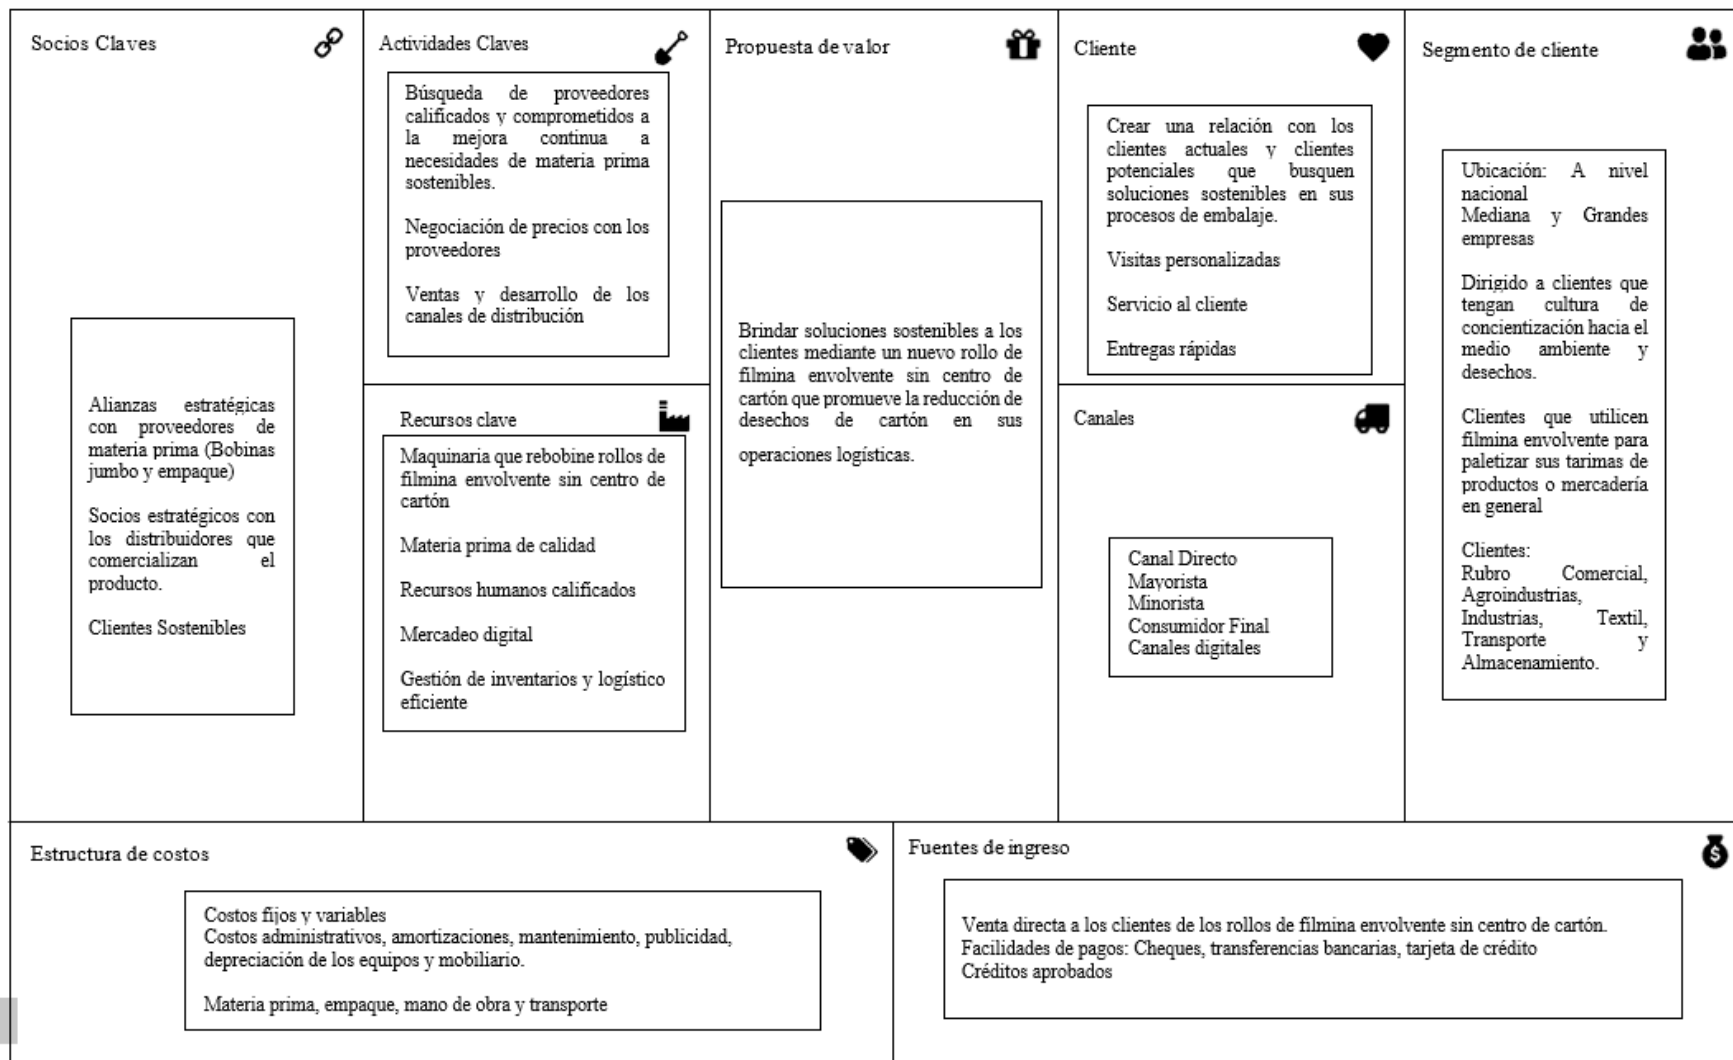 Socios Claves
Alianzas estratégicas
con proveedores de
materia prima (Bobinas
jumbo y empaque)
Socios estratégicos con
los distribuidores que
comercializan el
producto.
Clientes Sostenibles
Actividades Claves
Búsqueda de proveedores
calificados y comprometidos a
la mejora continua a
necesidades de materia prima
sostenibles.
Negociación de precios con los
proveedores
Ventas y desarrollo de los
canales de distribución
Recursos clave
Maquinaria que rebobine rollos de
filmina envolvente sin centro de
cartón
Materia prima de calidad
Recursos humanos calificados
Mercadeo digital
Gestión de inventarios y logístico
eficiente
Propuesta de valor
Brindar soluciones sostenibles a los
clientes mediante un nuevo rollo de
filmina envolvente sin centro de
cartón que promueve la reducción de
desechos de cartón en sus
operaciones logísticas.
Cliente
Crear una relación con los
clientes actuales y clientes
potenciales que busquen
soluciones sostenibles en sus
procesos de embalaje.
Visitas personalizadas
Servicio al cliente
Entregas rápidas
Canales
Canal Directo
Mayorista
Minorista
Consumidor Final
Canales digitales
Segmento de cliente
Ubicación: A nivel
nacional
Mediana y Grandes
empresas
Dirigido a clientes que
tengan cultura de
concientización hacia el
medio ambiente y
desechos.
Clientes que utilicen
filmina envolvente para
paletizar sus tarimas de
productos o mercadería
en general
Clientes:
Rubro Comercial,
Agroindustrias,
Industrias, Textil,
Transporte y
Almacenamiento.
Estructura de costos
Costos fijos y variables
Costos administrativos, amortizaciones, mantenimiento, publicidad,
depreciación de los equipos y mobiliario.
Materia prima, empaque, mano de obra y transporte
Fuentes de ingreso
Venta directa a los clientes de los rollos de filmina envolvente sin centro de cartón.
Facilidades de pagos: Cheques, transferencias bancarias, tarjeta de crédito
Créditos aprobados